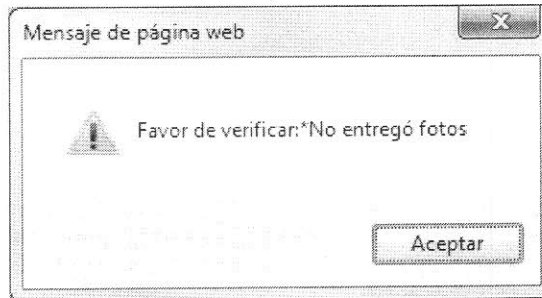 Mensaje de página web
Favor de verificar:*No entregó fotos
Aceptar